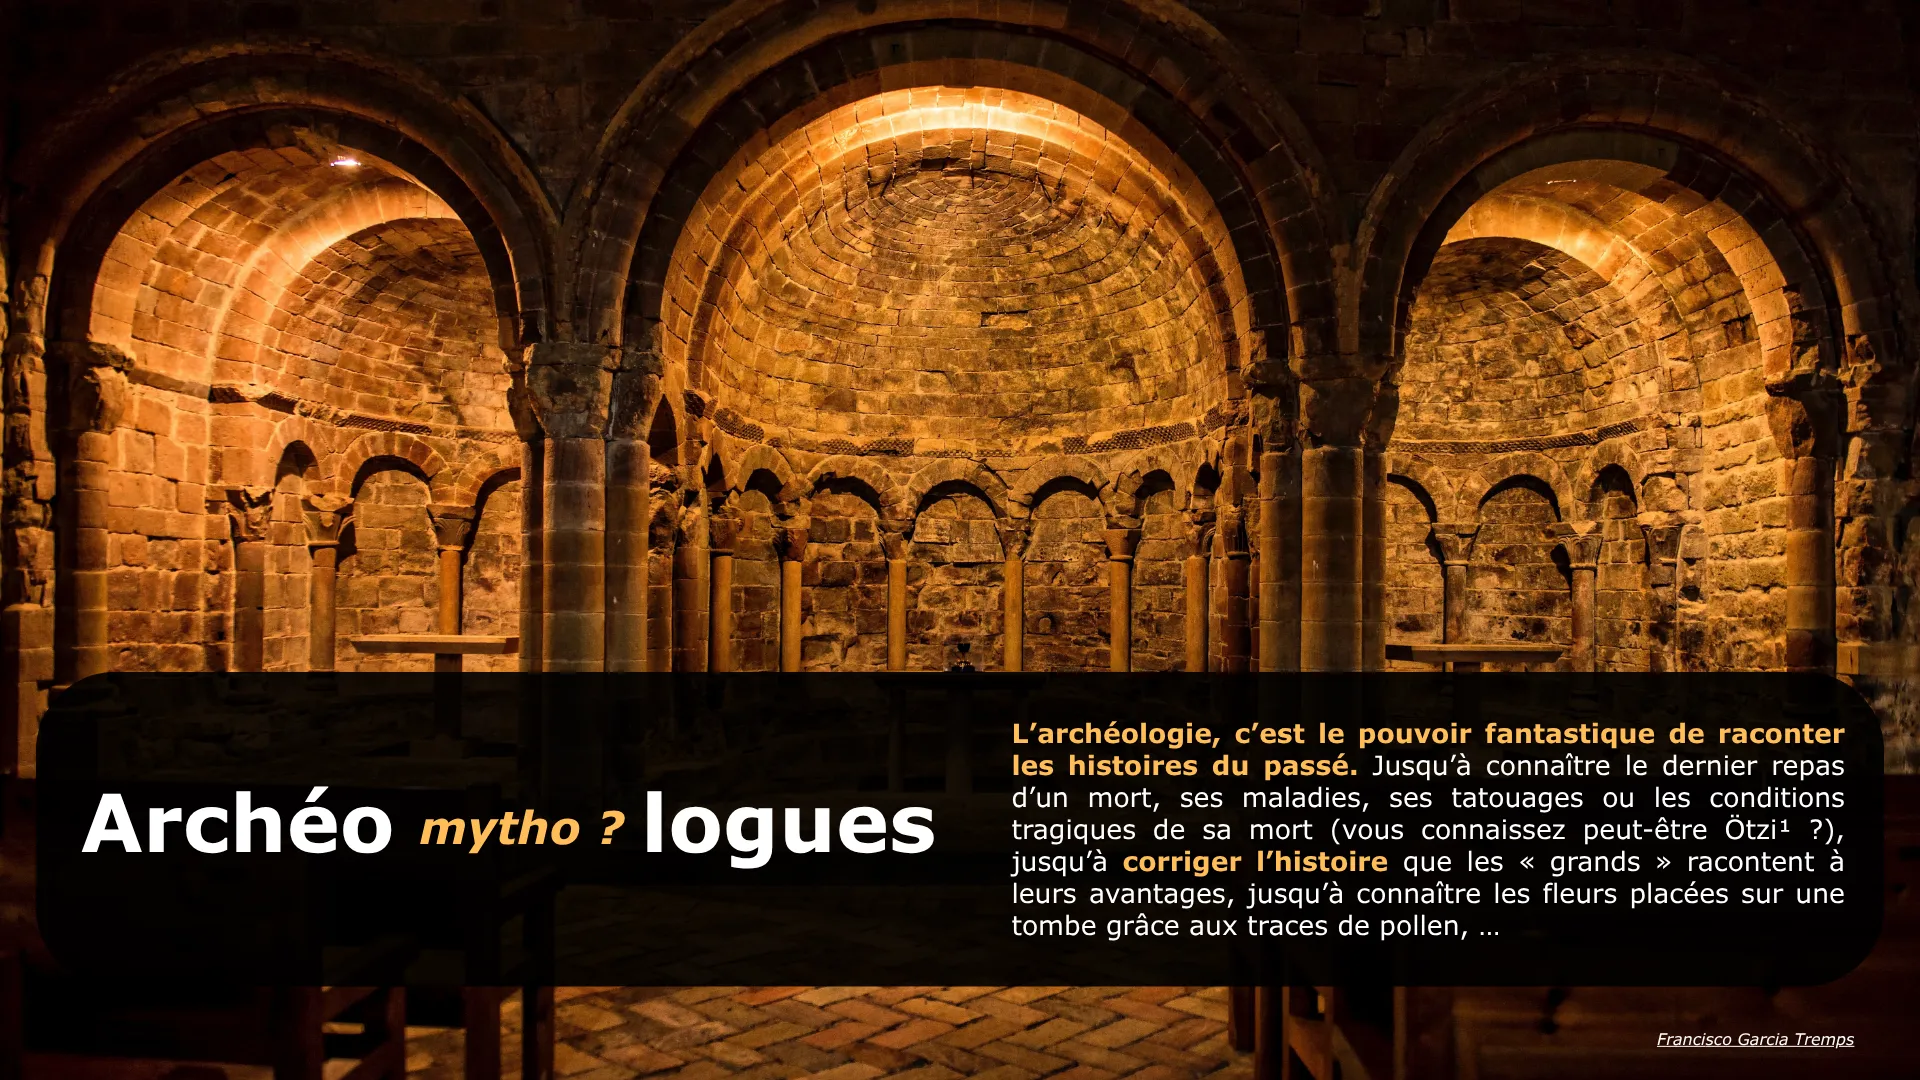 Archéo mytho ? logues
L’archéologie, c’est le pouvoir fantastique de raconter
les histoires du passé. Jusqu’à connaître le dernier repas
d’un mort, ses maladies, ses tatouages ou les conditions
tragiques de sa mort (vous connaissez peut-être Ötzi¹ ?),
jusqu’à corriger l’histoire que les « grands » racontent à
leurs avantages, jusqu’à connaître les fleurs placées sur une
tombe grâce aux traces de pollen, …
Francisco Garcia Tremps